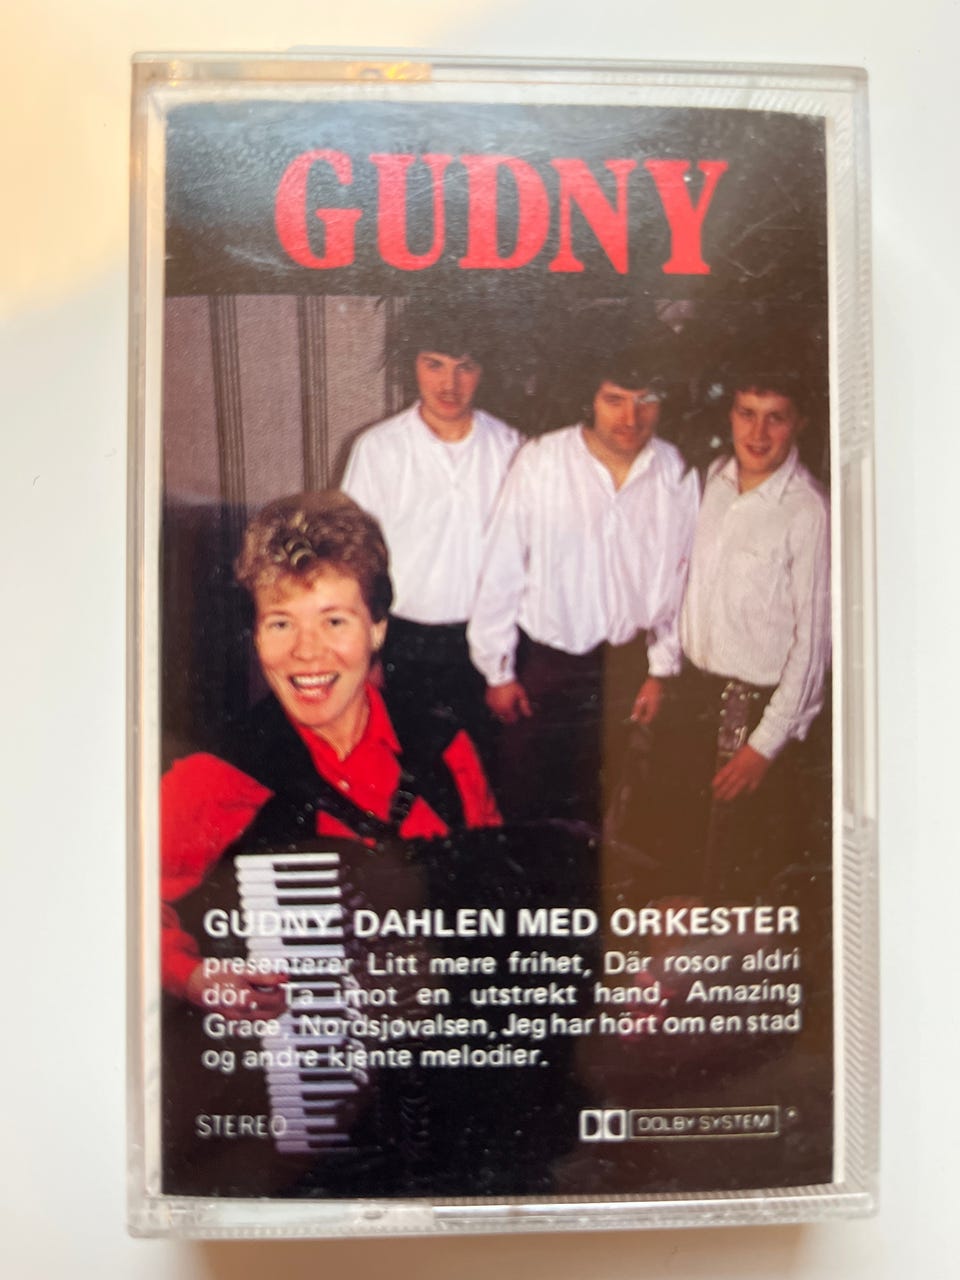 GUDNY
GUDNY DAHLEN MED ORKESTER
presenterer Litt mere frihet, Där rosor aldri
dör, Ta imot en utstrekt hand, Amazing
Grace, Nordsjøvalsen, Jeg har hört om en stad
og andre kjente melodier.
STEREO
DOLBY SYSTEM